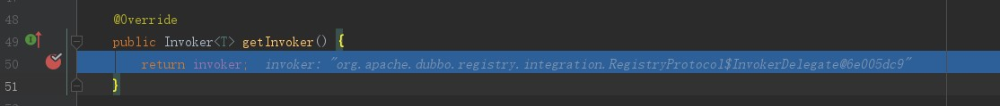 48 @Override
49 public Invoker<T> getInvoker() {
50 return invoker; invoker: "org.apache.dubbo.registry.integration.RegistryProtocol$InvokerDelegate@6e005dc9"
51 }